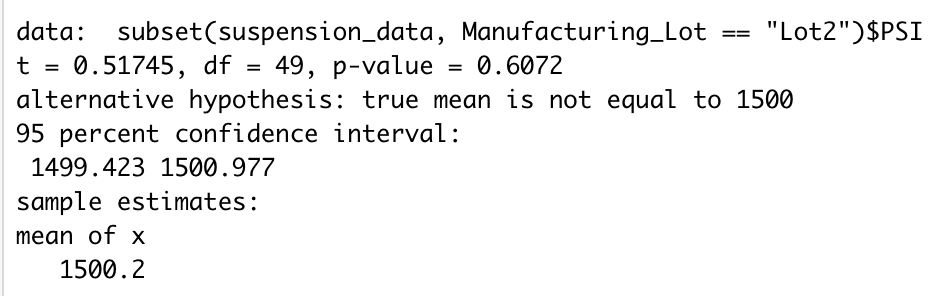 data:  subset(suspension_data, Manufacturing_Lot == "Lot2")$PSI
t = 0.51745, df = 49, p-value = 0.6072
alternative hypothesis: true mean is not equal to 1500
95 percent confidence interval:
 1499.423 1500.977
sample estimates:
mean of x
   1500.2